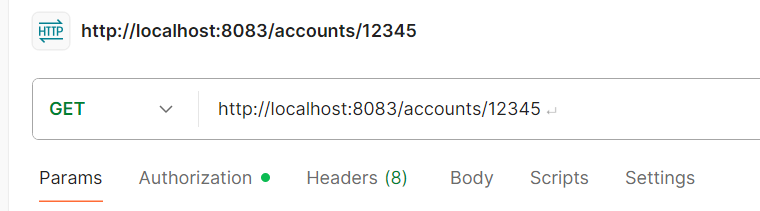 HTTP http://localhost:8083/accounts/12345
GET http://localhost:8083/accounts/12345 ↵
Params Authorization Headers (8) Body Scripts Settings